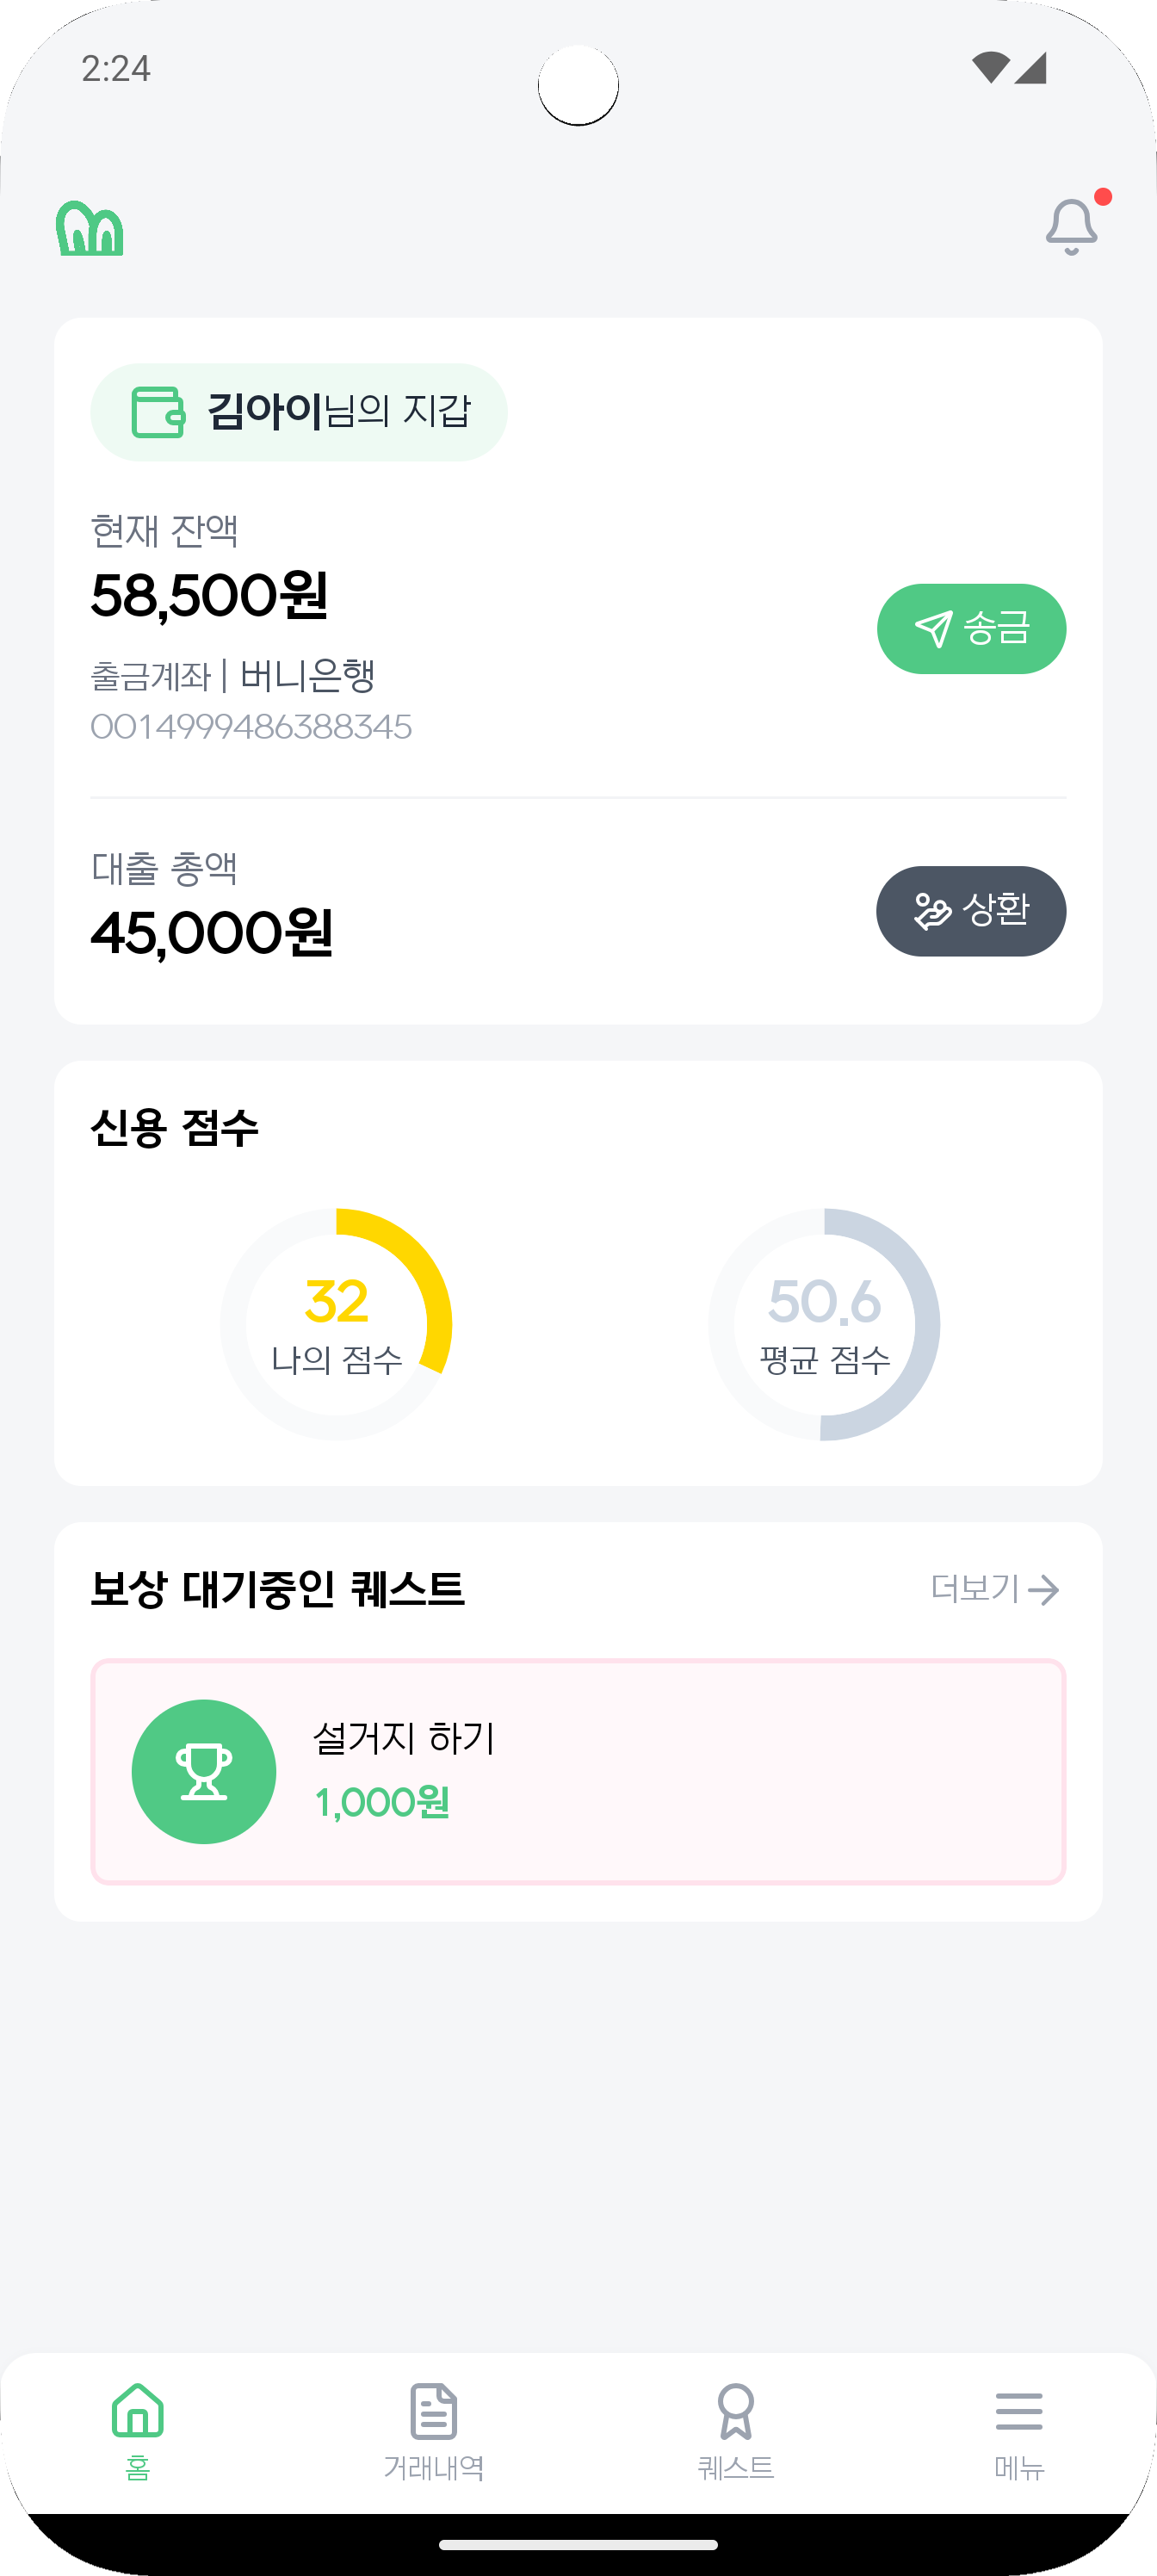 2:24
김아이님의 지갑
현재 잔액
58,500원
송금
출금계좌 | 버니은행
0014999486388345
대출 총액
45,000원
상환
신용 점수
32
나의 점수
50.6
평균 점수
보상 대기중인 퀘스트
더보기
설거지 하기
1,000원
홈
거래내역
퀘스트
메뉴